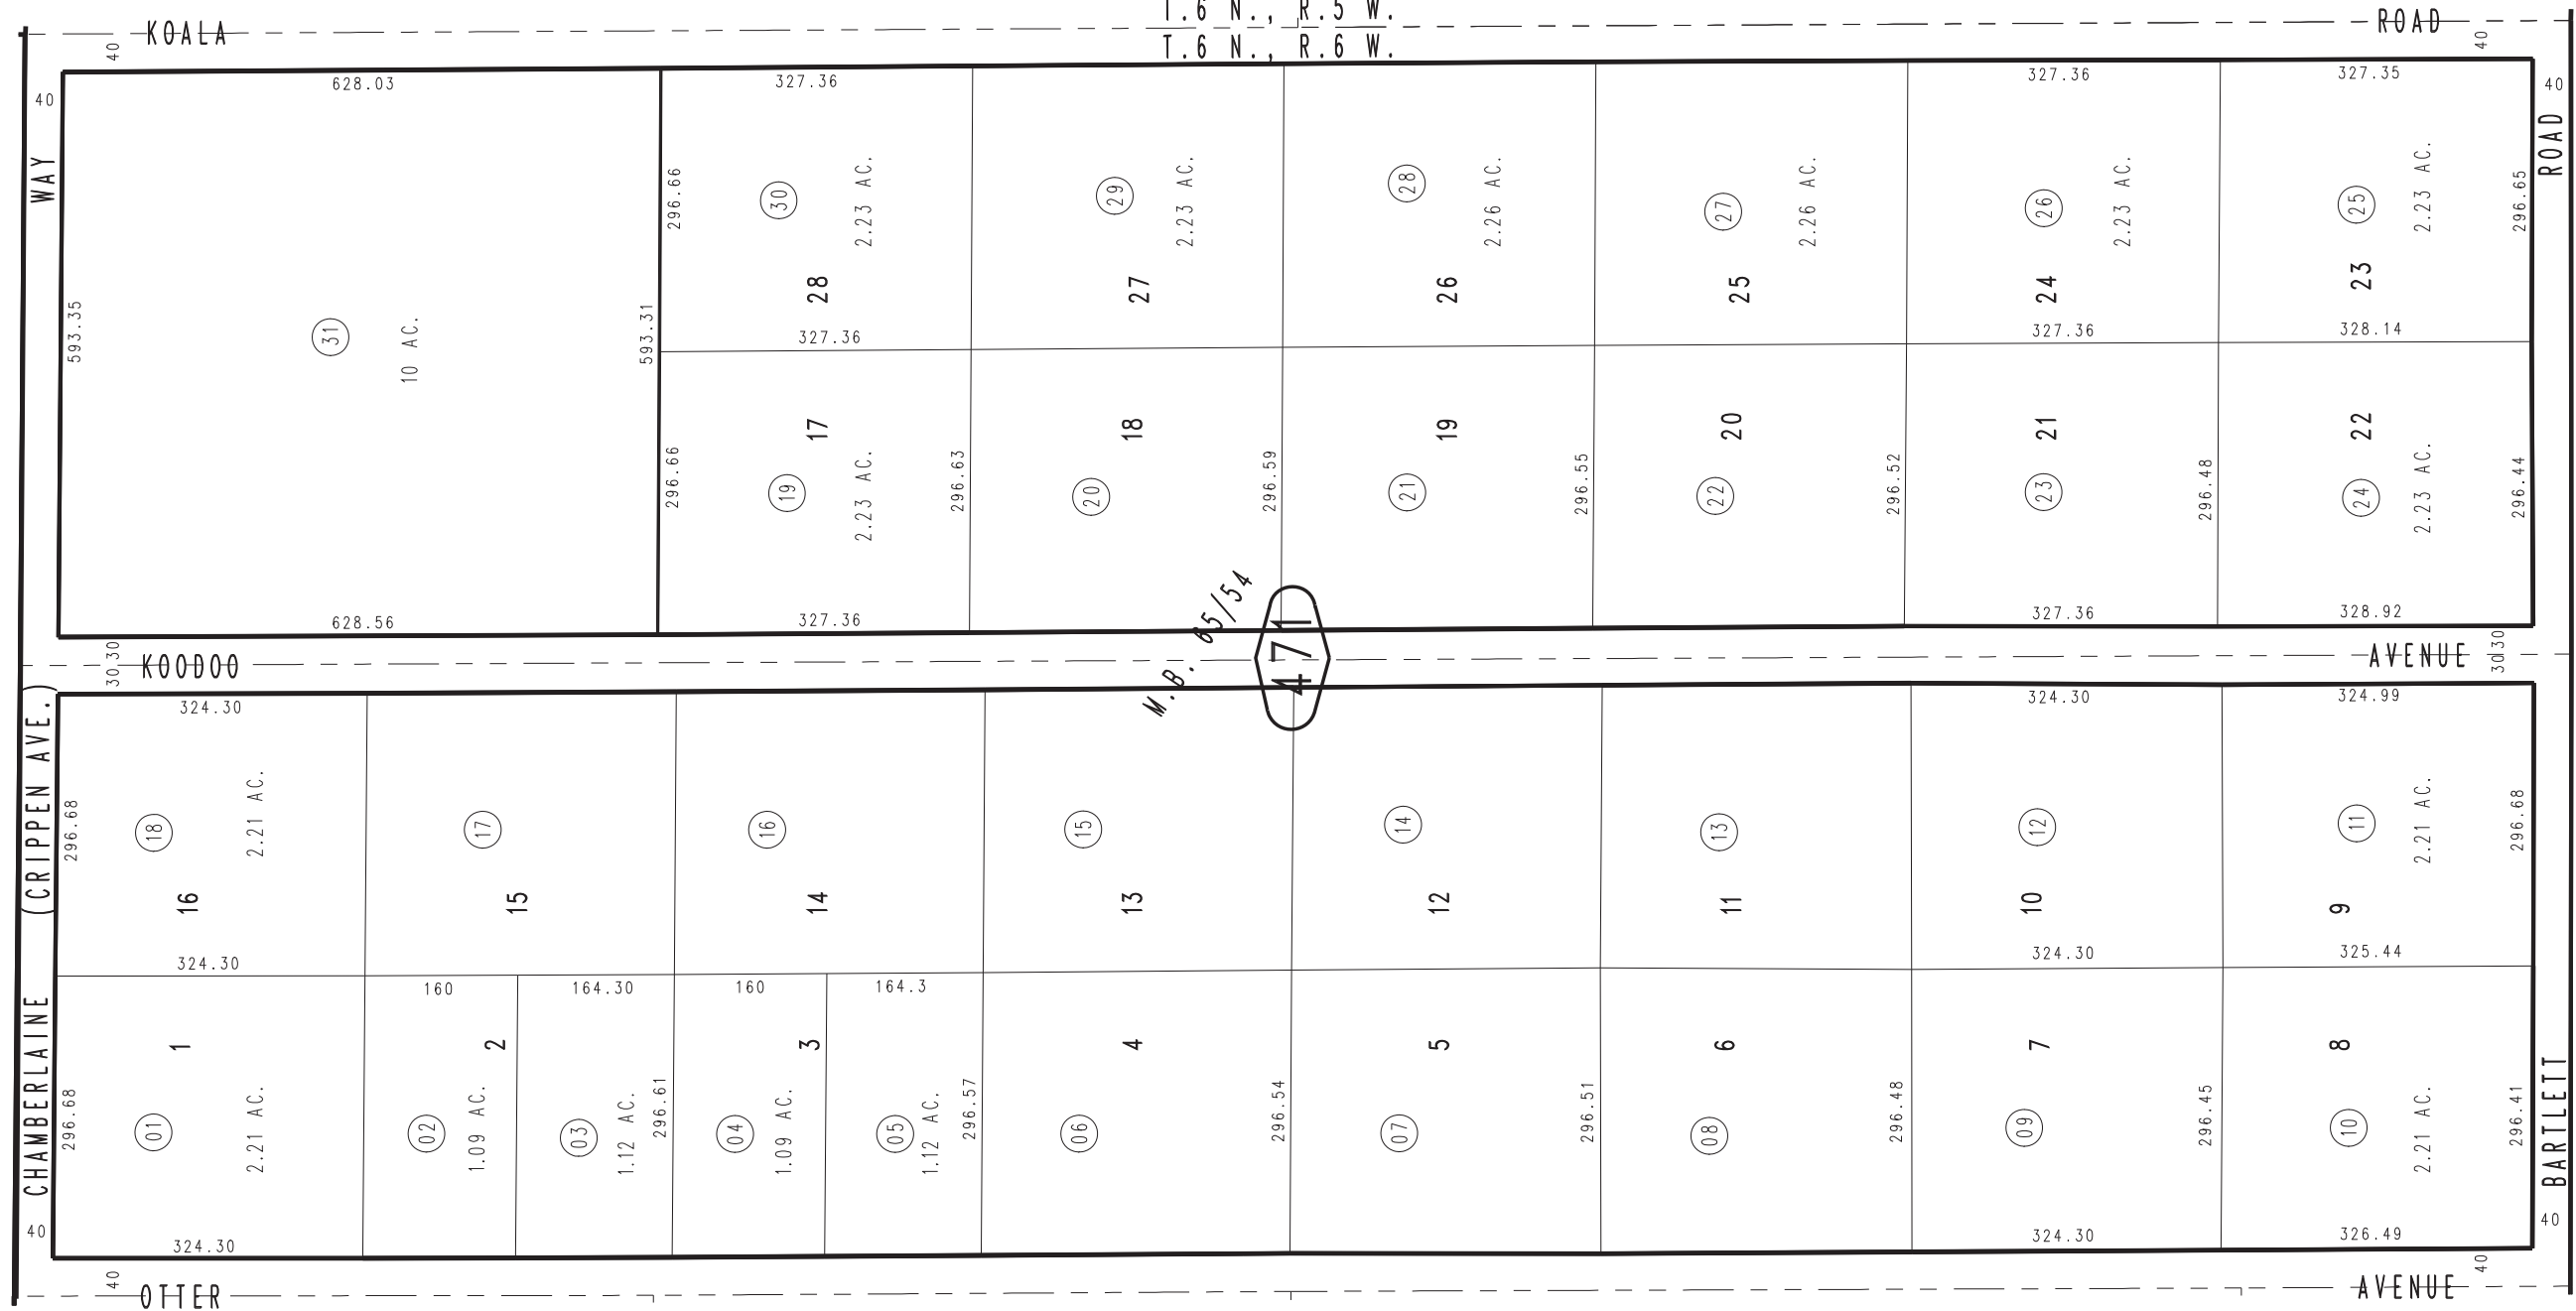 T.6 N., R.5 W.
KOALA ROAD
T.6 N., R.6 W.
40 40
628.03 327.36 327.36 327.35
40 40
WAY ROAD
296.66 30 2.23 AC. 29 2.23 AC. 28 2.26 AC. 27 2.26 AC. 26 2.23 AC. 25 2.23 AC. 296.65
28 27 26 25 24 23
593.35 31 10 AC. 593.31
327.36 327.36 328.14
17 18 19 20 21 22
296.66 19 2.23 AC. 296.63 20 296.59 21 296.55 22 296.52 23 296.48 24 2.23 AC. 296.44
628.56 327.36 327.36 328.92
M.B. 65/54
471
30 30 30 30
KOODOO AVENUE
324.30 324.30 324.99
(CRIPPEN AVE.)
296.68 18 2.21 AC. 17 16 15 14 13 12 11 2.21 AC. 296.68
16 15 14 13 12 11 10 9
324.30 324.30 325.44
160 164.30 160 164.3
CHAMBERLAINE
1 2 3 4 5 6 7 8
296.68 01 2.21 AC. 02 1.09 AC. 03 1.12 AC. 296.61 04 1.09 AC. 05 1.12 AC. 296.57 06 296.54 07 296.51 08 296.48 09 296.45 10 2.21 AC. 296.41
BARTLETT
40 40
324.30 324.30 326.49
40 40
OTTER AVENUE